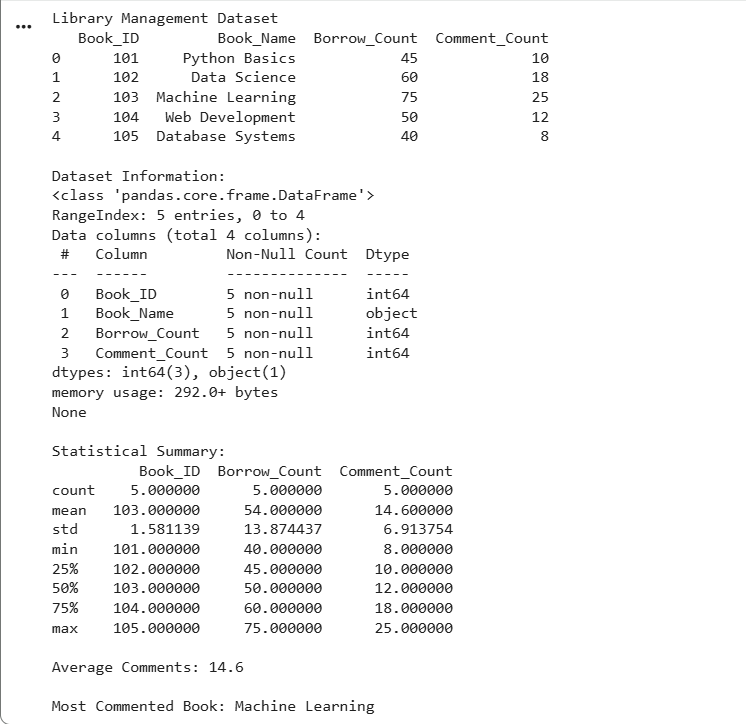 Library Management Dataset
   Book_ID         Book_Name  Borrow_Count  Comment_Count
0      101     Python Basics            45             10
1      102      Data Science            60             18
2      103  Machine Learning            75             25
3      104   Web Development            50             12
4      105  Database Systems            40              8

Dataset Information:
<class 'pandas.core.frame.DataFrame'>
RangeIndex: 5 entries, 0 to 4
Data columns (total 4 columns):
 #   Column         Non-Null Count  Dtype
---  ------         --------------  -----
 0   Book_ID        5 non-null      int64
 1   Book_Name      5 non-null      object
 2   Borrow_Count   5 non-null      int64
 3   Comment_Count  5 non-null      int64
dtypes: int64(3), object(1)
memory usage: 292.0+ bytes
None

Statistical Summary:
          Book_ID  Borrow_Count  Comment_Count
count    5.000000      5.000000       5.000000
mean   103.000000     54.000000      14.600000
std      1.581139     13.874437       6.913754
min    101.000000     40.000000       8.000000
25%    102.000000     45.000000      10.000000
50%    103.000000     50.000000      12.000000
75%    104.000000     60.000000      18.000000
max    105.000000     75.000000      25.000000

Average Comments: 14.6

Most Commented Book: Machine Learning